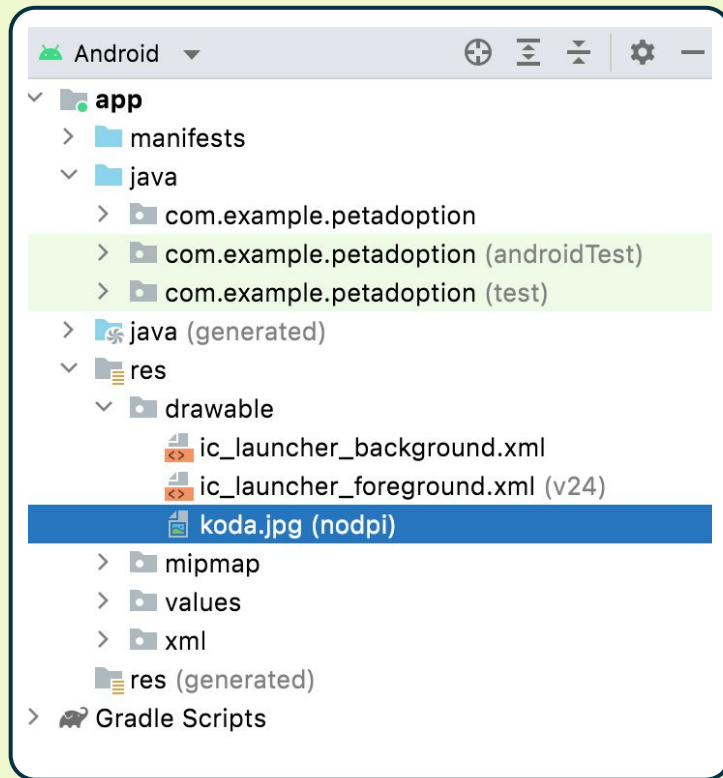 Android
app
manifests
java
com.example.petadoption
com.example.petadoption (androidTest)
com.example.petadoption (test)
java (generated)
res
drawable
ic_launcher_background.xml
ic_launcher_foreground.xml (v24)
koda.jpg (nodpi)
mipmap
values
xml
res (generated)
Gradle Scripts